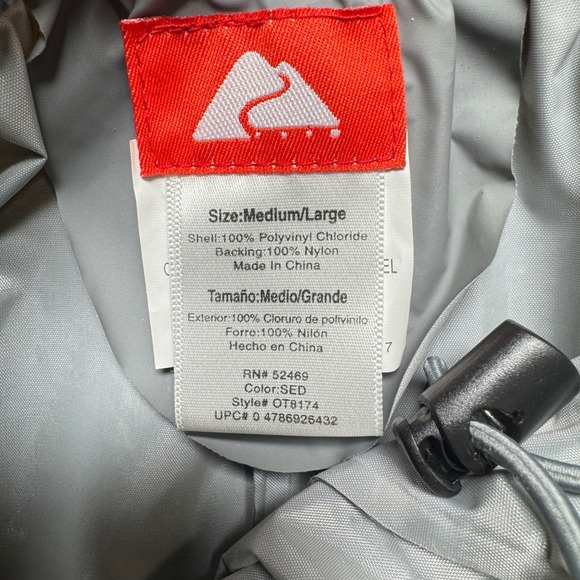 Size:Medium/Large
Shell:100% Polyvinyl Chloride
Backing:100% Nylon
Made In China
Tamaño:Medio/Grande
Exterior:100% Cloruro de polivinilo
Forro:100% Nilón
Hecho en China
RN# 52469
Color:SED
Style# OT8174
UPC# 0 4786926432